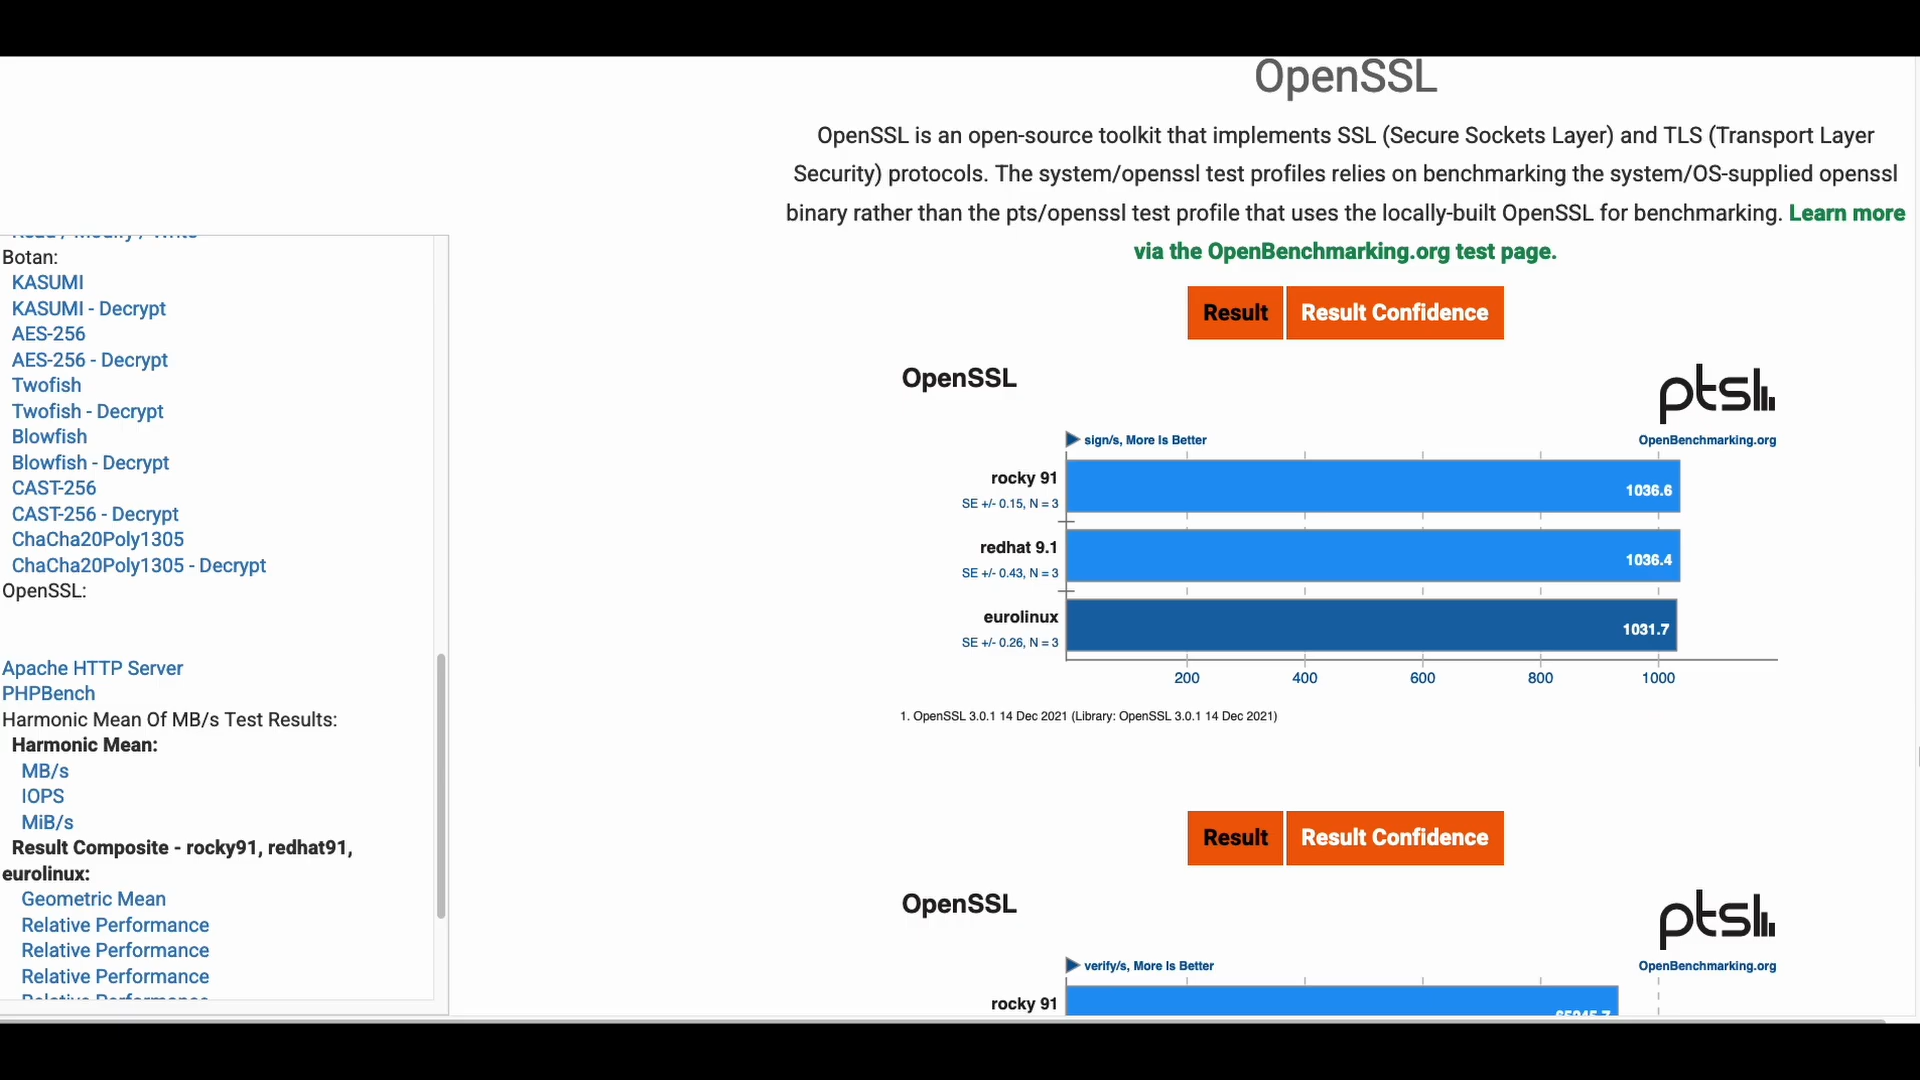 OpenSSL
OpenSSL is an open-source toolkit that implements SSL (Secure Sockets Layer) and TLS (Transport Layer
Security) protocols. The system/openssl test profiles relies on benchmarking the system/OS-supplied openssl
binary rather than the pts/openssl test profile that uses the locally-built OpenSSL for benchmarking. Learn more
via the OpenBenchmarking.org test page.
Botan:
KASUMI
KASUMI - Decrypt
AES-256
AES-256 - Decrypt
Twofish
Twofish - Decrypt
Blowfish
Blowfish - Decrypt
CAST-256
CAST-256 - Decrypt
ChaCha20Poly1305
ChaCha20Poly1305 - Decrypt
OpenSSL:
Apache HTTP Server
PHPBench
Harmonic Mean Of MB/s Test Results:
Harmonic Mean:
MB/s
IOPS
MiB/s
Result Composite - rocky91, redhat91,
eurolinux:
Geometric Mean
Relative Performance
Relative Performance
Relative Performance
Result Result Confidence
OpenSSL
ptsl
sign/s, More Is Better OpenBenchmarking.org
rocky 91 1036.6
SE +/- 0.15, N = 3
redhat 9.1 1036.4
SE +/- 0.43, N = 3
eurolinux 1031.7
SE +/- 0.26, N = 3
200 400 600 800 1000
1. OpenSSL 3.0.1 14 Dec 2021 (Library: OpenSSL 3.0.1 14 Dec 2021)
Result Result Confidence
OpenSSL
ptsl
verify/s, More Is Better OpenBenchmarking.org
rocky 91